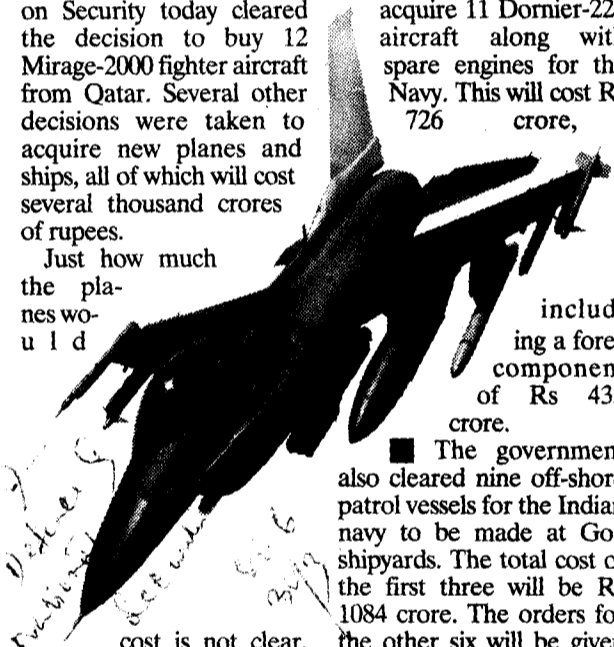 on Security today cleared
the decision to buy 12
Mirage-2000 fighter aircraft
from Qatar. Several other
decisions were taken to
acquire new planes and
ships, all of which will cost
several thousand crores
of rupees.
Just how much
the pla-
nes wo-
u l d
cost is not clear.
acquire 11 Dornier-22
aircraft along
spare engines for
Navy. This will cost
726 crore,
includ
ing a fore
componen
of Rs 43
crore.
■ The governmen
also cleared nine off-shor
patrol vessels for the India
navy to be made at Go
shipyards. The total cost
the first three will be
1084 crore. The orders fo
the other six will be give
Defence
National
Security